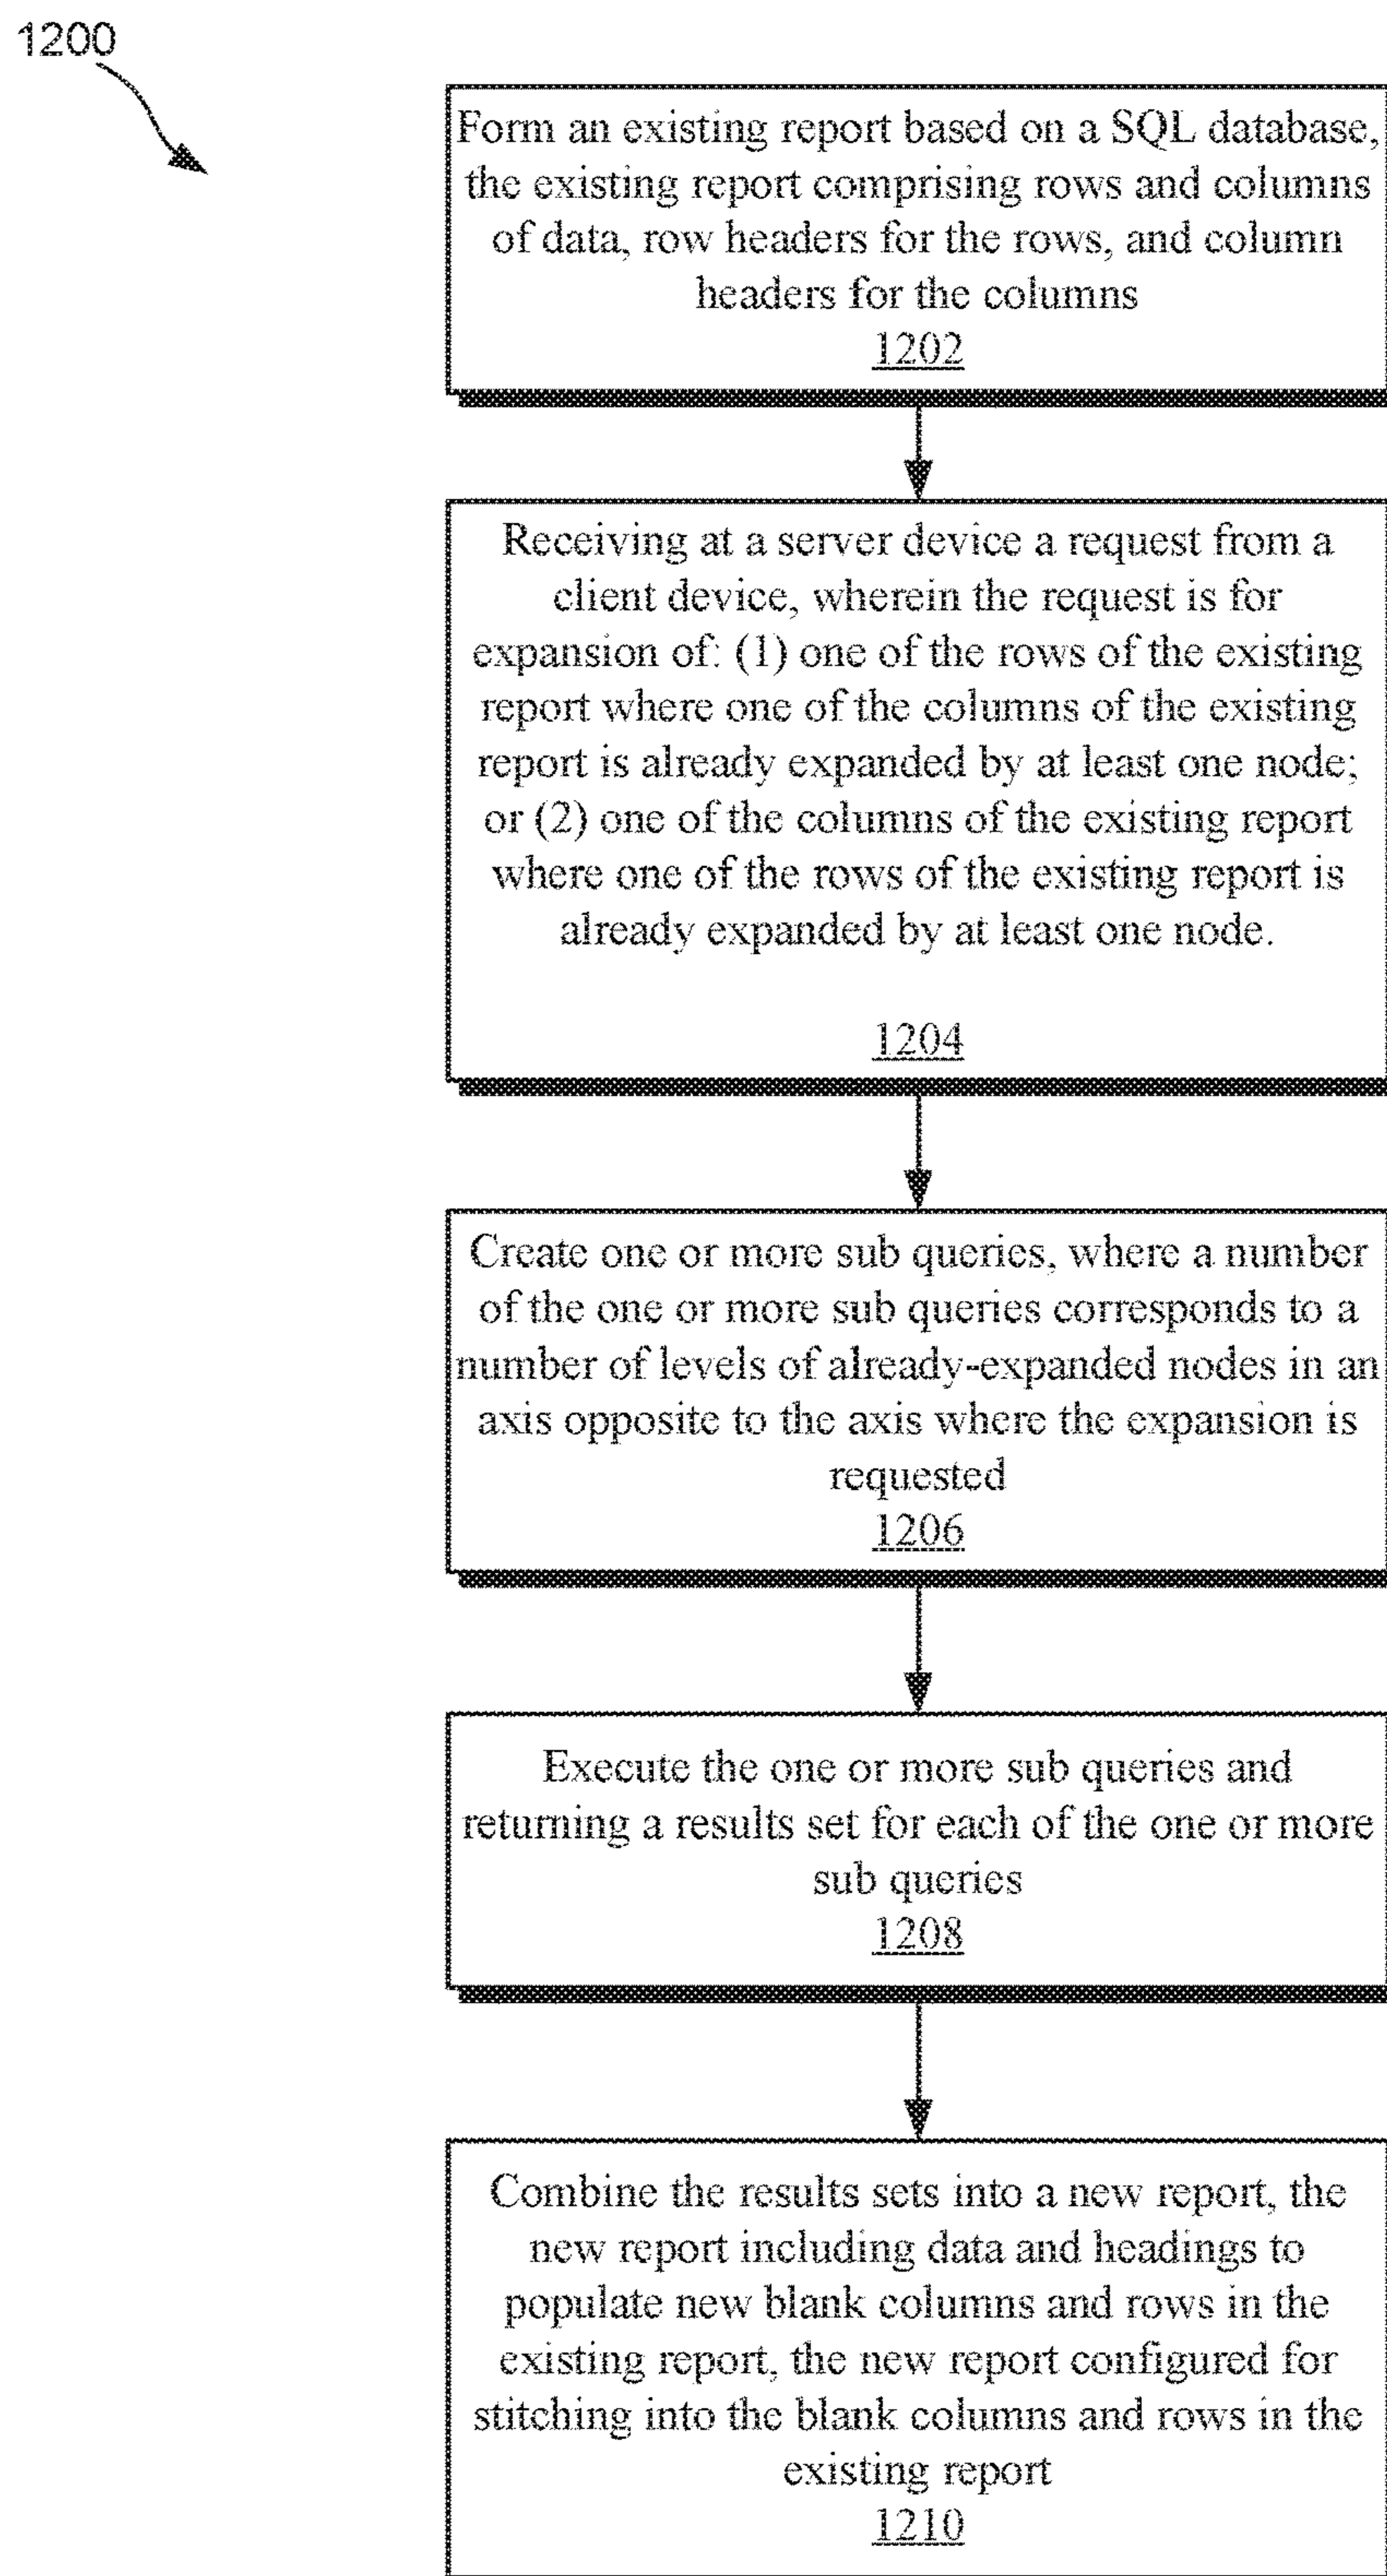 1200
Form an existing report based on a SQL database,
the existing report comprising rows and columns
of data, row headers for the rows, and column
headers for the columns
1202
Receiving at a server device a request from a
client device, wherein the request is for
expansion of: (1) one of the rows of the existing
report where one of the columns of the existing
report is already expanded by at least one node;
or (2) one of the columns of the existing report
where one of the rows of the existing report is
already expanded by at least one node.
1204
Create one or more sub queries, where a number
of the one or more sub queries corresponds to a
number of levels of already-expanded nodes in an
axis opposite to the axis where the expansion is
requested
1206
Execute the one or more sub queries and
returning a results set for each of the one or more
sub queries
1208
Combine the results sets into a new report, the
new report including data and headings to
populate new blank columns and rows in the
existing report, the new report configured for
stitching into the blank columns and rows in the
existing report
1210